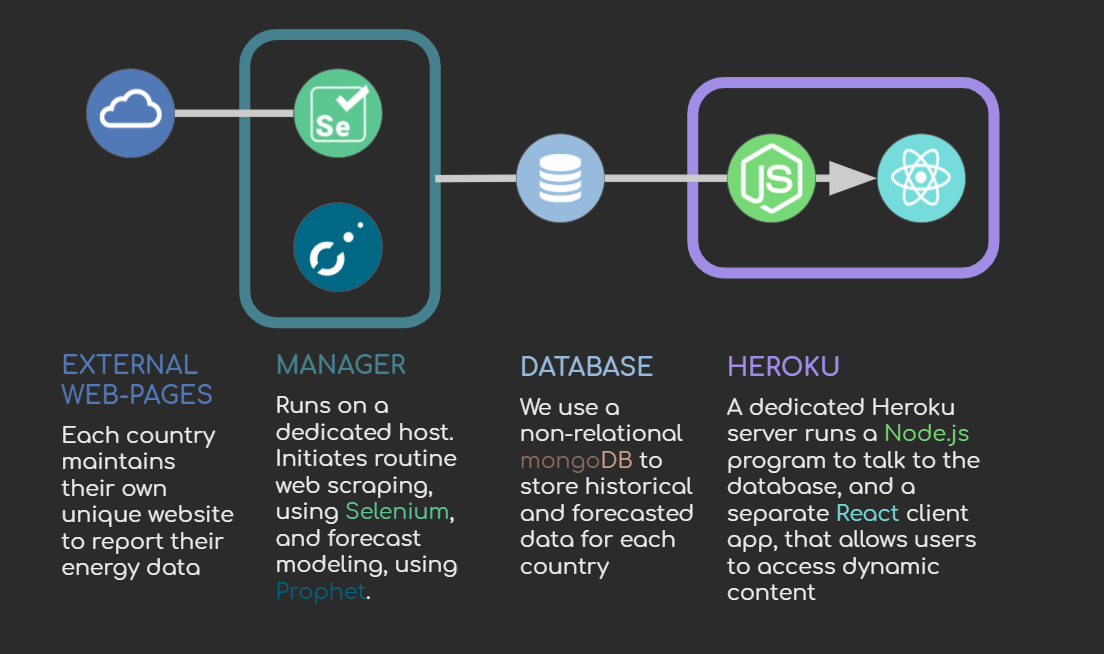 Se
JS
EXTERNAL
WEB-PAGES
Each country
maintains
their own
unique website
to report their
energy data
MANAGER
Runs on a
dedicated host.
Initiates routine
web scraping,
using Selenium,
and forecast
modeling, using
Prophet.
DATABASE
We use a
non-relational
mongoDB to
store historical
and forecasted
data for each
country
HEROKU
A dedicated Heroku
server runs a Node.js
program to talk to the
database, and a
separate React client
app, that allows users
to access dynamic
content